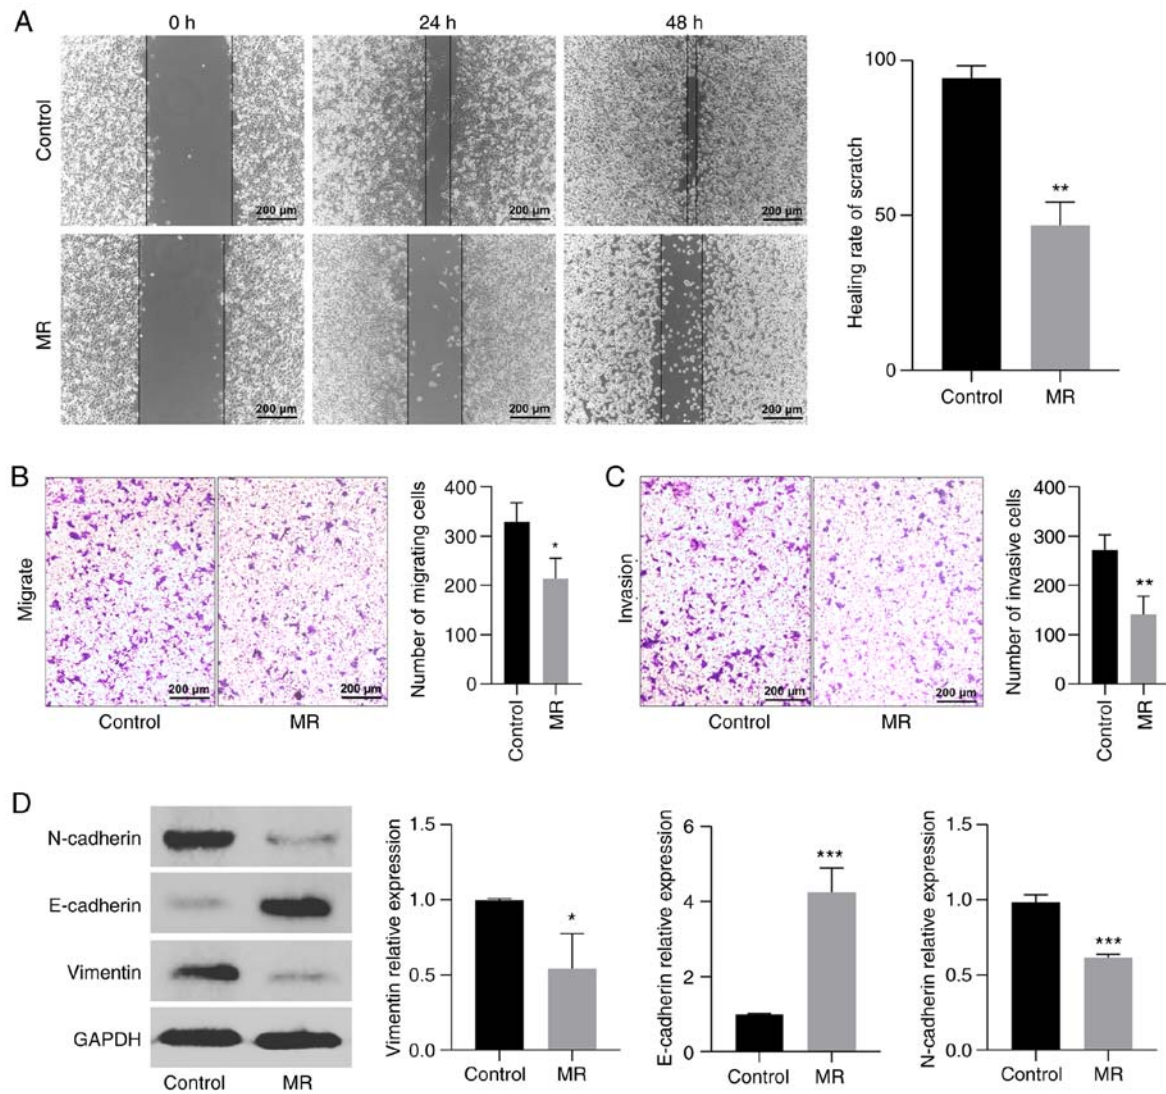 A
0 h
24 h
48 h
Control
200 µm
200 µm
200 µm
MR
200 µm
200 µm
200 µm
Healing rate of scratch
100
50
0
**
Control
MR
B
Migrate
200 µm
200 µm
Control
MR
Number of migrating cells
400
300
200
100
0
*
Control
MR
C
Invasion
200 µm
200 µm
Control
MR
Number of invasive cells
400
300
200
100
0
**
Control
MR
D
N-cadherin
E-cadherin
Vimentin
GAPDH
Control
MR
Vimentin relative expression
1.5
1.0
0.5
0.0
*
Control
MR
E-cadherin relative expression
6
4
2
0
***
Control
MR
N-cadherin relative expression
1.5
1.0
0.5
0.0
***
Control
MR